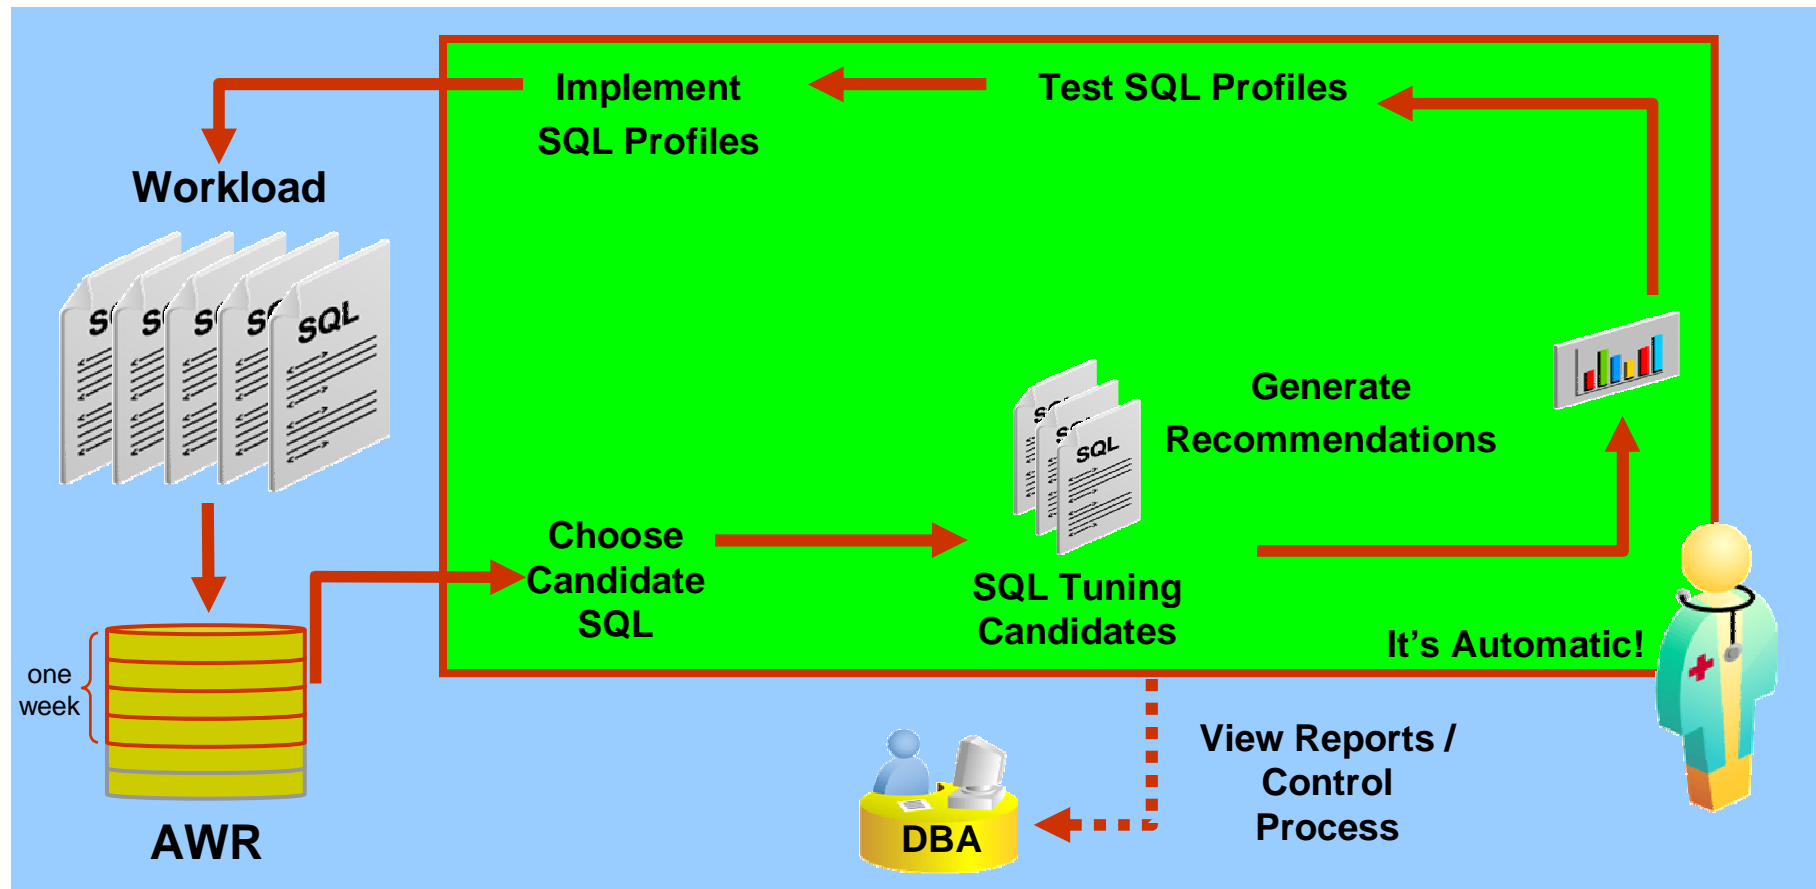 Implement
SQL Profiles
Test SQL Profiles
Workload
SQL
SQL
Generate
Recommendations
Choose
Candidate
SQL
SQL Tuning
Candidates
It's Automatic!
one
week
AWR
View Reports /
Control
Process
DBA